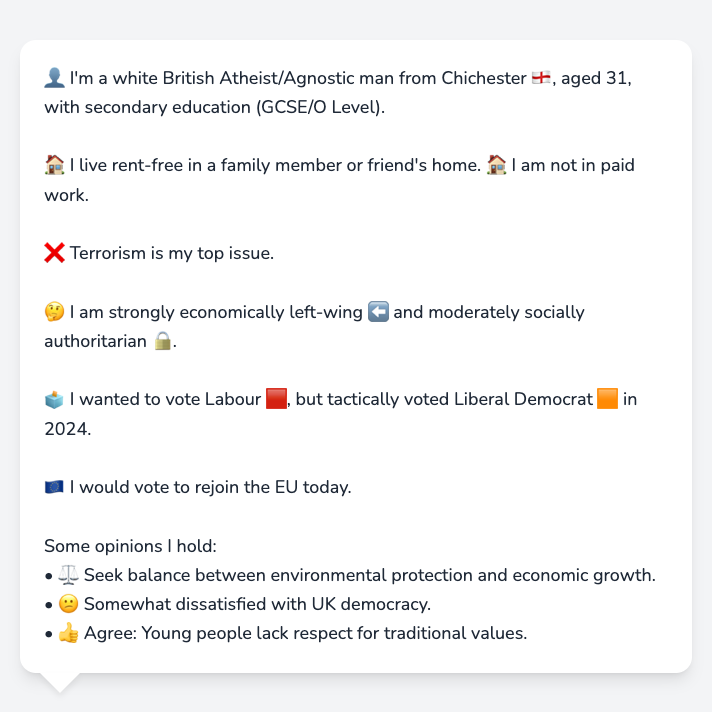 👤 I'm a white British Atheist/Agnostic man from Chichester 🏴󠁧󠁢󠁥󠁮󠁧󠁿, aged 31,
with secondary education (GCSE/O Level).
🏠 I live rent-free in a family member or friend's home. 🏠 I am not in paid
work.
❌ Terrorism is my top issue.
🤔 I am strongly economically left-wing ⬅️ and moderately socially
authoritarian 🔒.
🗳️ I wanted to vote Labour 🟥, but tactically voted Liberal Democrat 🟧 in
2024.
🇪🇺 I would vote to rejoin the EU today.
Some opinions I hold:
• ⚖️ Seek balance between environmental protection and economic growth.
• 😕 Somewhat dissatisfied with UK democracy.
• 👍 Agree: Young people lack respect for traditional values.